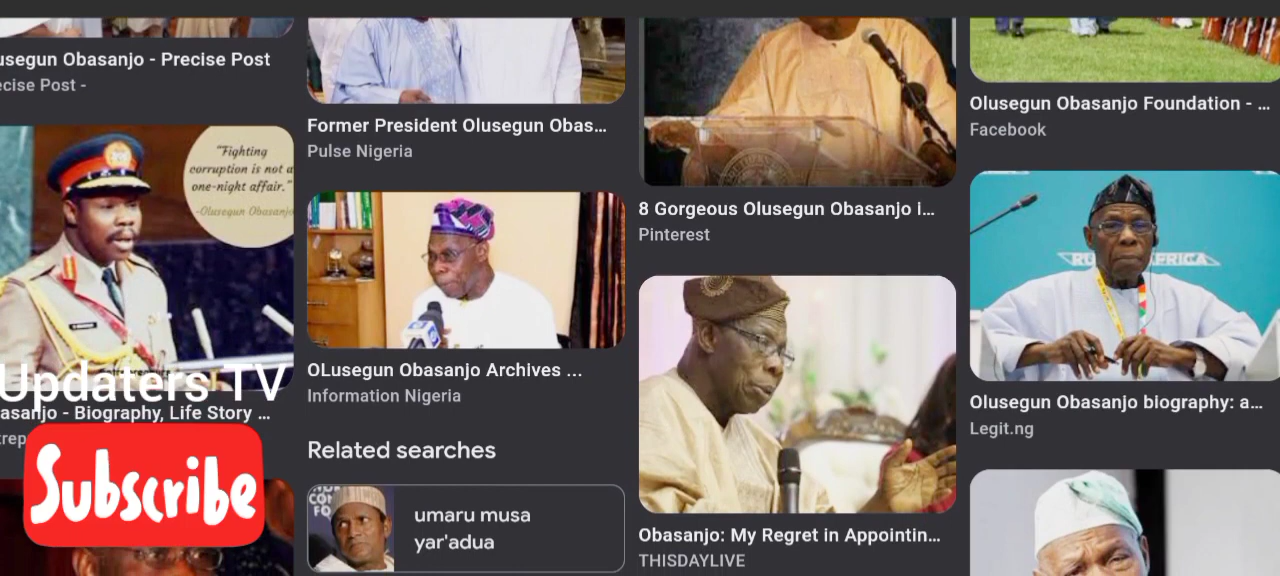 usegun Obasanjo - Precise Post
ecise Post -
"Fighting
corruption is not a
one-night affair."
-Olusegun Obasanjo
Updaters TV
asanjo - Biography, Life Story ...
trep
Subscribe
Former President Olusegun Obas...
Pulse Nigeria
OLusegun Obasanjo Archives ...
Information Nigeria
Related searches
umaru musa
yar'adua
8 Gorgeous Olusegun Obasanjo i...
Pinterest
Obasanjo: My Regret in Appointin...
THISDAYLIVE
Olusegun Obasanjo Foundation - ...
Facebook
Olusegun Obasanjo biography: a...
Legit.ng